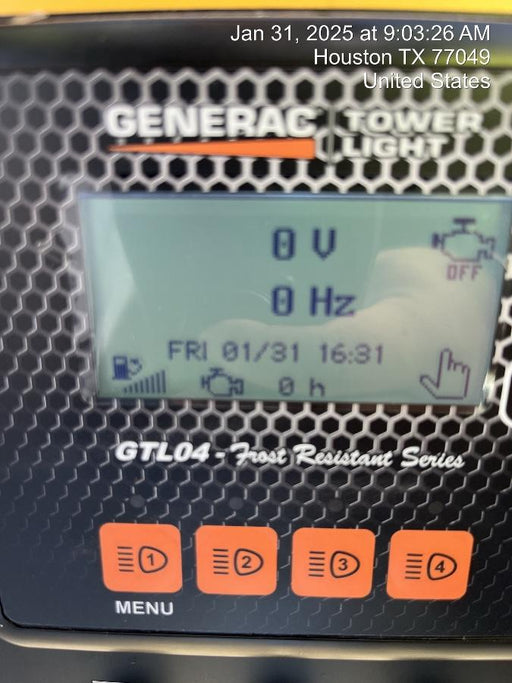 Jan 31, 2025 at 9:03:26 AM
Houston TX 77049
United States
GENERAC TOWER
LIGHT
0 V
OFF
0 Hz
FRI 01/31 16:31
0 h
GTL04 - Frost Resistant Series
1 2 3 4
MENU